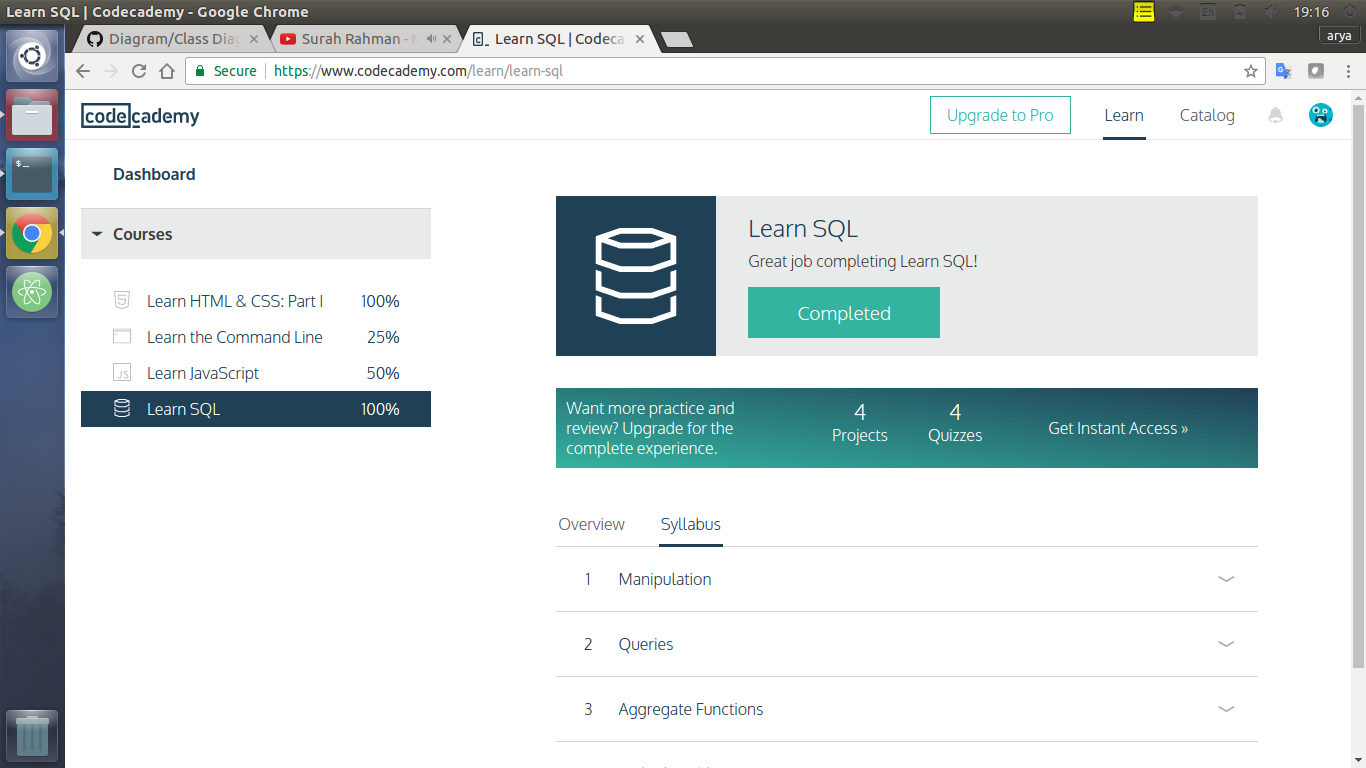 Learn SQL | Codecademy - Google Chrome
En
19:16
arya
Diagram/Class Dia
Surah Rahman -
Learn SQL | Codeca
Secure
https://www.codecademy.com/learn/learn-sql
codecademy
Upgrade to Pro
Learn
Catalog
Dashboard
Courses
Learn HTML & CSS: Part I 100%
Learn the Command Line 25%
JS Learn JavaScript 50%
Learn SQL 100%
Learn SQL
Great job completing Learn SQL!
Completed
Want more practice and
review? Upgrade for the
complete experience.
4
Projects
4
Quizzes
Get Instant Access »
Overview
Syllabus
1 Manipulation
2 Queries
3 Aggregate Functions